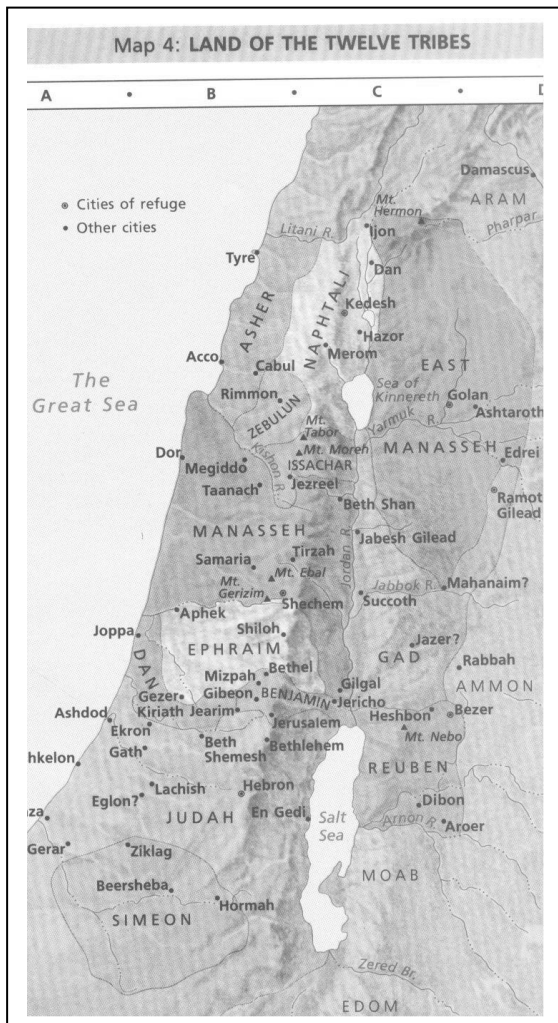 Map 4: LAND OF THE TWELVE TRIBES
A • B • C • D
Cities of refuge
Other cities
Damascus
Mt.
Hermon
ARAM
Pharpar
Litani R.
Ijon
Tyre
Dan
NAPHTALI
Kedesh
ASHER
Hazor
Merom
EAST
Acco
Cabul
The
Great Sea
Sea of
Kinnereth
Golan
Rimmon
Ashtaroth
ZEBULUN
Yarmuk
R.
Mt.
Tabor
MANASSEH
Dor
Mt. Moreh
Edrei
Megiddo
Kishon R.
ISSACHAR
Jezreel
Taanach
Ramot
Gilead
Beth Shan
MANASSEH
Jabesh Gilead
Tirzah
Jordan R.
Samaria
Mt. Ebal
Jabbok R.
Mahanaim?
Mt.
Gerizim
Shechem
Succoth
Aphek
Joppa
Shiloh
Jazer?
EPHRAIM
GAD
DAN
Bethel
Rabbah
Mizpah
AMMON
Gezer
Gibeon
BENJAMIN
Gilgal
Jericho
Kiriath Jearim
Heshbon
Bezer
Ashdod
Jerusalem
Ekron
Mt. Nebo
Beth
Shemesh
Bethlehem
Gath
hkelon
REUBEN
Lachish
Hebron
Eglon?
Dibon
En Gedi
Salt
Sea
za
JUDAH
Arnon R.
Aroer
Gerar
Ziklag
MOAB
Beersheba
Hormah
SIMEON
Zered Br.
EDOM